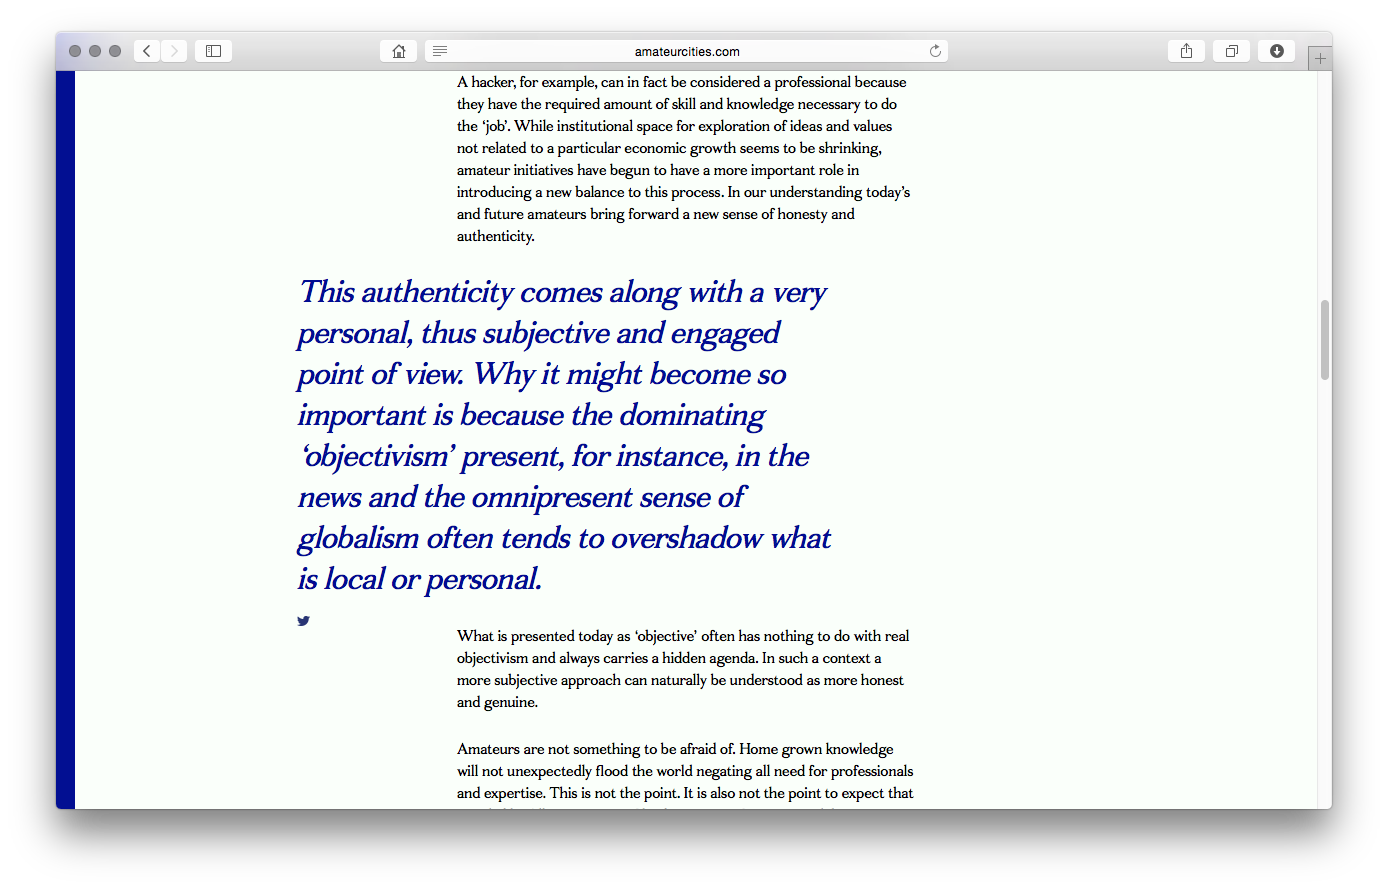 amateurcities.com
A hacker, for example, can in fact be considered a professional because
they have the required amount of skill and knowledge necessary to do
the ‘job’. While institutional space for exploration of ideas and values
not related to a particular economic growth seems to be shrinking,
amateur initiatives have begun to have a more important role in
introducing a new balance to this process. In our understanding today’s
and future amateurs bring forward a new sense of honesty and
authenticity.
This authenticity comes along with a very
personal, thus subjective and engaged
point of view. Why it might become so
important is because the dominating
‘objectivism’ present, for instance, in the
news and the omnipresent sense of
globalism often tends to overshadow what
is local or personal.
What is presented today as ‘objective’ often has nothing to do with real
objectivism and always carries a hidden agenda. In such a context a
more subjective approach can naturally be understood as more honest
and genuine.
Amateurs are not something to be afraid of. Home grown knowledge
will not unexpectedly flood the world negating all need for professionals
and expertise. This is not the point. It is also not the point to expect that